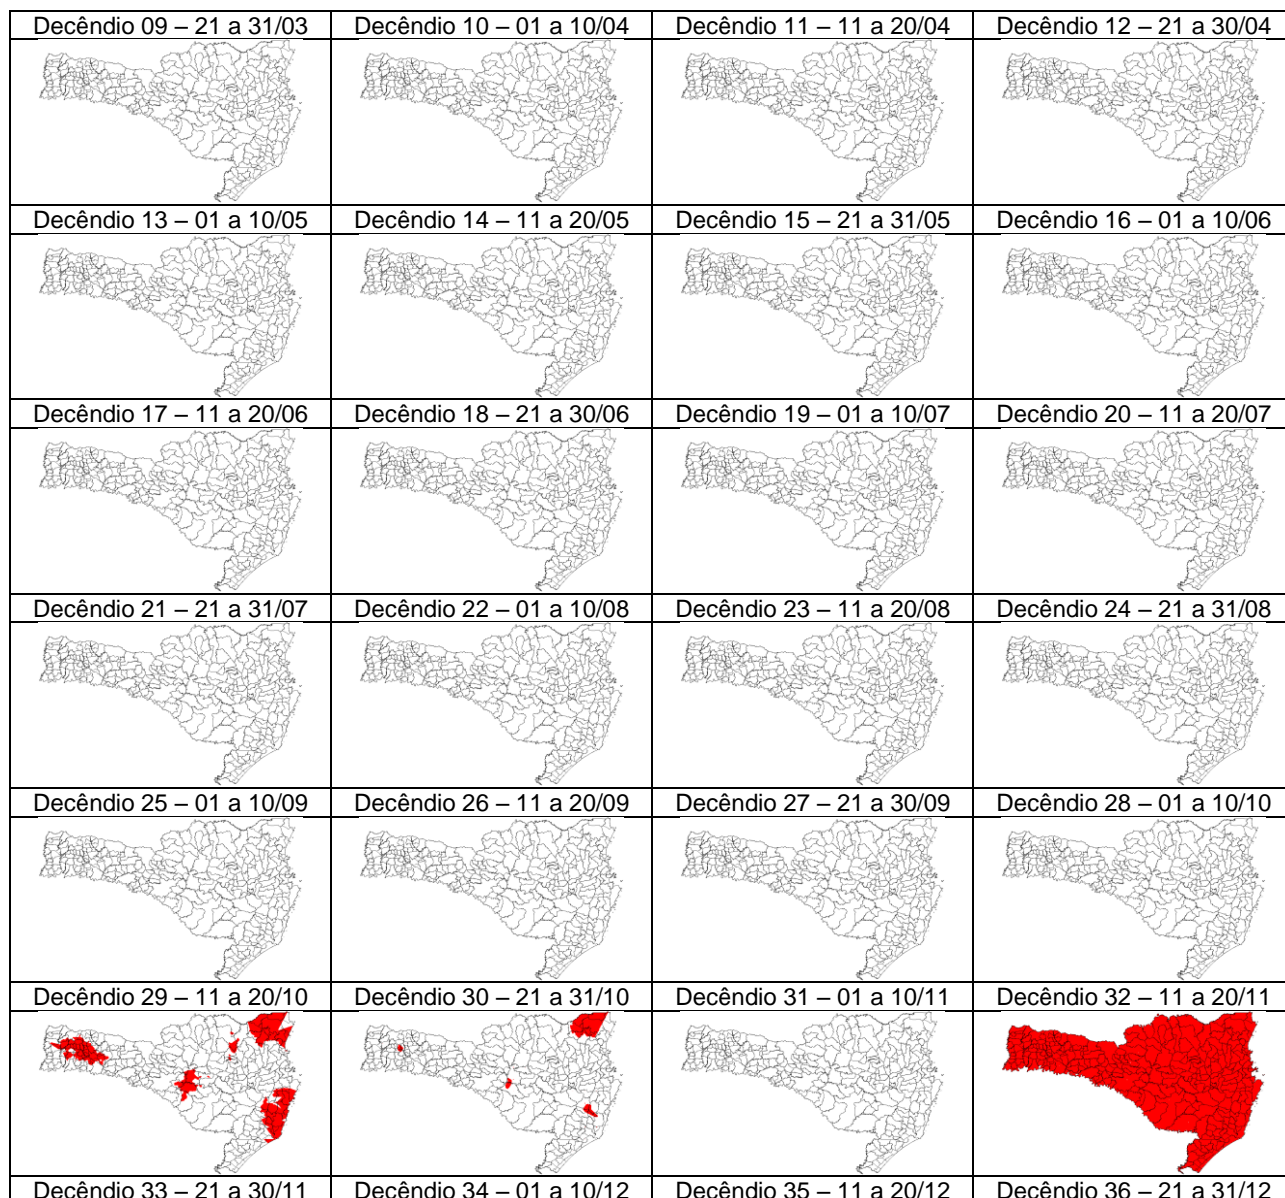 Decêndio 09 – 21 a 31/03 Decêndio 10 – 01 a 10/04 Decêndio 11 – 11 a 20/04 Decêndio 12 – 21 a 30/04
Decêndio 13 – 01 a 10/05 Decêndio 14 – 11 a 20/05 Decêndio 15 – 21 a 31/05 Decêndio 16 – 01 a 10/06
Decêndio 17 – 11 a 20/06 Decêndio 18 – 21 a 30/06 Decêndio 19 – 01 a 10/07 Decêndio 20 – 11 a 20/07
Decêndio 21 – 21 a 31/07 Decêndio 22 – 01 a 10/08 Decêndio 23 – 11 a 20/08 Decêndio 24 – 21 a 31/08
Decêndio 25 – 01 a 10/09 Decêndio 26 – 11 a 20/09 Decêndio 27 – 21 a 30/09 Decêndio 28 – 01 a 10/10
Decêndio 29 – 11 a 20/10 Decêndio 30 – 21 a 31/10 Decêndio 31 – 01 a 10/11 Decêndio 32 – 11 a 20/11
Decêndio 33 – 21 a 30/11 Decêndio 34 – 01 a 10/12 Decêndio 35 – 11 a 20/12 Decêndio 36 – 21 a 31/12